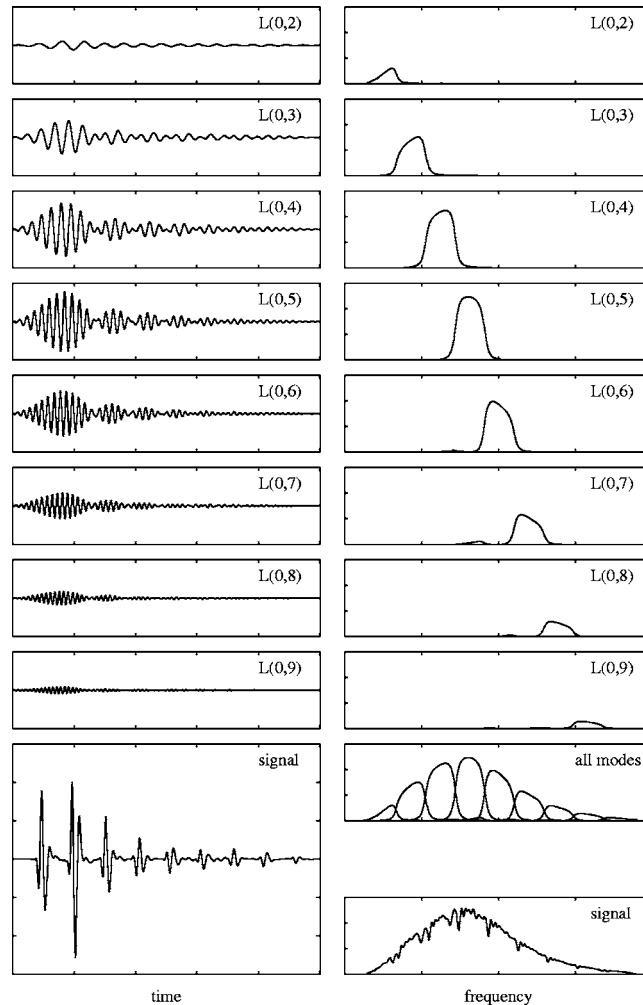 L(0,2) L(0,2)
L(0,3) L(0,3)
L(0,4) L(0,4)
L(0,5) L(0,5)
L(0,6) L(0,6)
L(0,7) L(0,7)
L(0,8) L(0,8)
L(0,9) L(0,9)
signal all modes
signal
time frequency